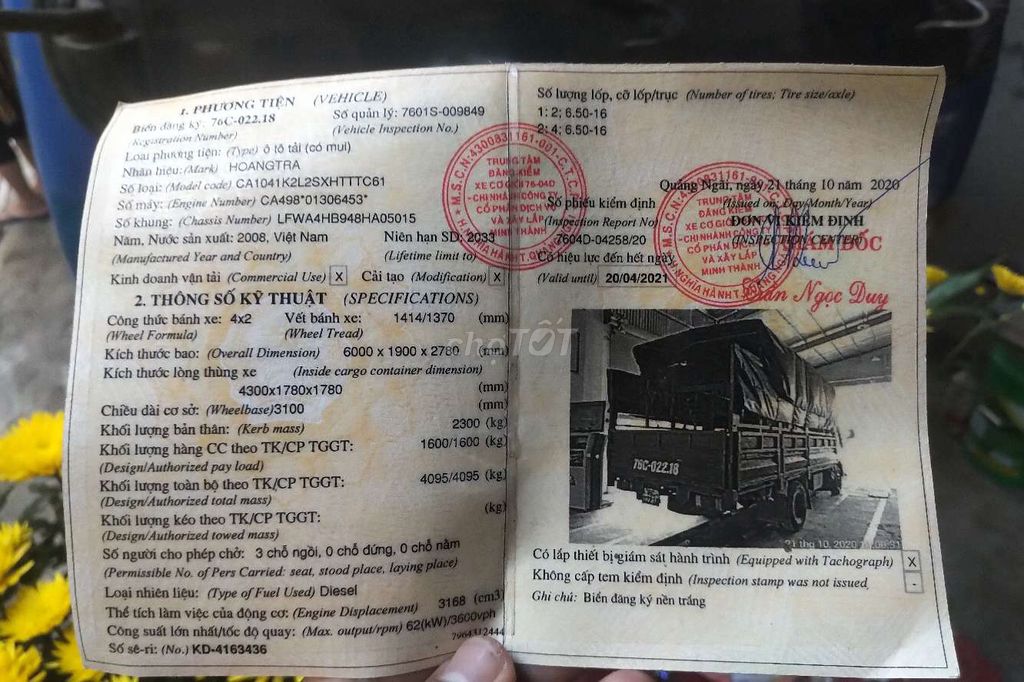 1. PHƯƠNG TIỆN (VEHICLE)
Biển đăng ký: 76C-022.18 Số quản lý: 7601S-009849
(Registration Number) (Vehicle Inspection No.)
Loại phương tiện: (Type) ô tô tải (có mui)
Nhãn hiệu: (Mark) HOANGTRA
Số loại: (Model code) CA1041K2L2SXHTTTC61
Số máy: (Engine Number) CA498*01306453*
Số khung: (Chassis Number) LFWA4HB948HA05015
Năm, Nước sản xuất: 2008, Việt Nam Niên hạn SD: 2033
(Manufactured Year and Country) (Lifetime limit to)
Kinh doanh vận tải (Commercial Use) X Cải tạo (Modification) X
2. THÔNG SỐ KỸ THUẬT (SPECIFICATIONS)
Công thức bánh xe: 4x2 Vết bánh xe: 1414/1370 (mm)
(Wheel Formula) (Wheel Tread)
Kích thước bao: (Overall Dimension) 6000 x 1900 x 2780 (mm)
Kích thước lòng thùng xe (Inside cargo container dimension)
4300x1780x1780 (mm)
Chiều dài cơ sở: (Wheelbase) 3100 (mm)
Khối lượng bản thân: (Kerb mass) 2300 (kg)
Khối lượng hàng CC theo TK/CP TGGT: 1600/1600 (kg)
(Design/Authorized pay load)
Khối lượng toàn bộ theo TK/CP TGGT: 4095/4095 (kg)
(Design/Authorized total mass)
Khối lượng kéo theo TK/CP TGGT: (kg)
(Design/Authorized towed mass)
Số người cho phép chở: 3 chỗ ngồi, 0 chỗ đứng, 0 chỗ nằm
(Permissible No. of Pers Carried: seat, stood place, laying place)
Loại nhiên liệu: (Type of Fuel Used) Diesel
Thể tích làm việc của động cơ: (Engine Displacement) 3168 (cm3)
Công suất lớn nhất/tốc độ quay: (Max. output/rpm) 62(kW)/3600vph
Số sê-ri: (No.) KD-4163436
Số lượng lốp, cỡ lốp/trục (Number of tires; Tire size/axle)
1; 2; 6.50-16
2; 4; 6.50-16
Quảng Ngãi, ngày 21 tháng 10 năm 2020
Số phiếu kiểm định (Issued on: Day/Month/Year)
(Inspection Report No) ĐƠN VỊ KIỂM ĐỊNH
7604D-04258/20 (INSPECTION CENTER)
Có hiệu lực đến hết ngày
(Valid until) 20/04/2021
TRUNG TÂM
ĐĂNG KIỂM
XE CƠ GIỚI 76-04D
-CHI NHÁNH CÔNG TY
CỔ PHẦN DỊCH VỤ
VÀ XÂY LẮP
MINH THÀNH
Trần Ngọc Duy
chợTỐT
76C-022.18
Có lắp thiết bị giám sát hành trình (Equipped with Tachograph) X
Không cấp tem kiểm định (Inspection stamp was not issued) -
Ghi chú: Biển đăng ký nền trắng